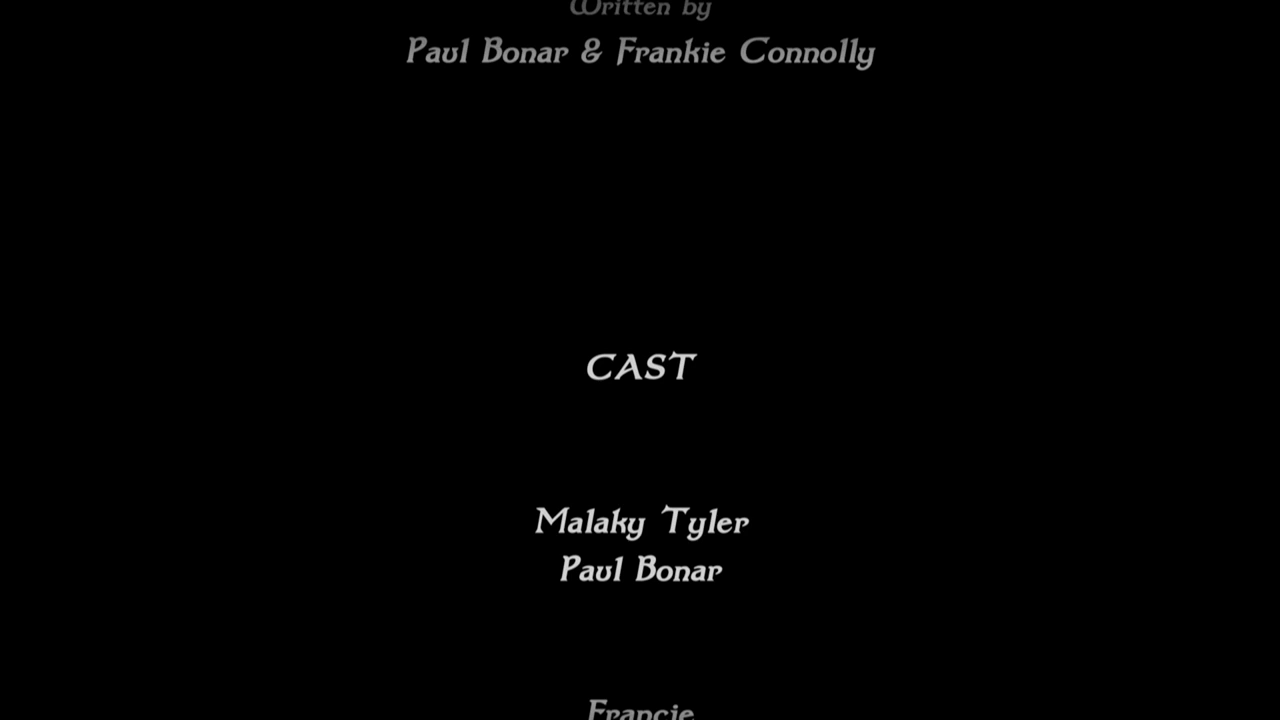 Written by
Paul Bonar & Frankie Connolly
CAST
Malaky Tyler
Paul Bonar
Francie